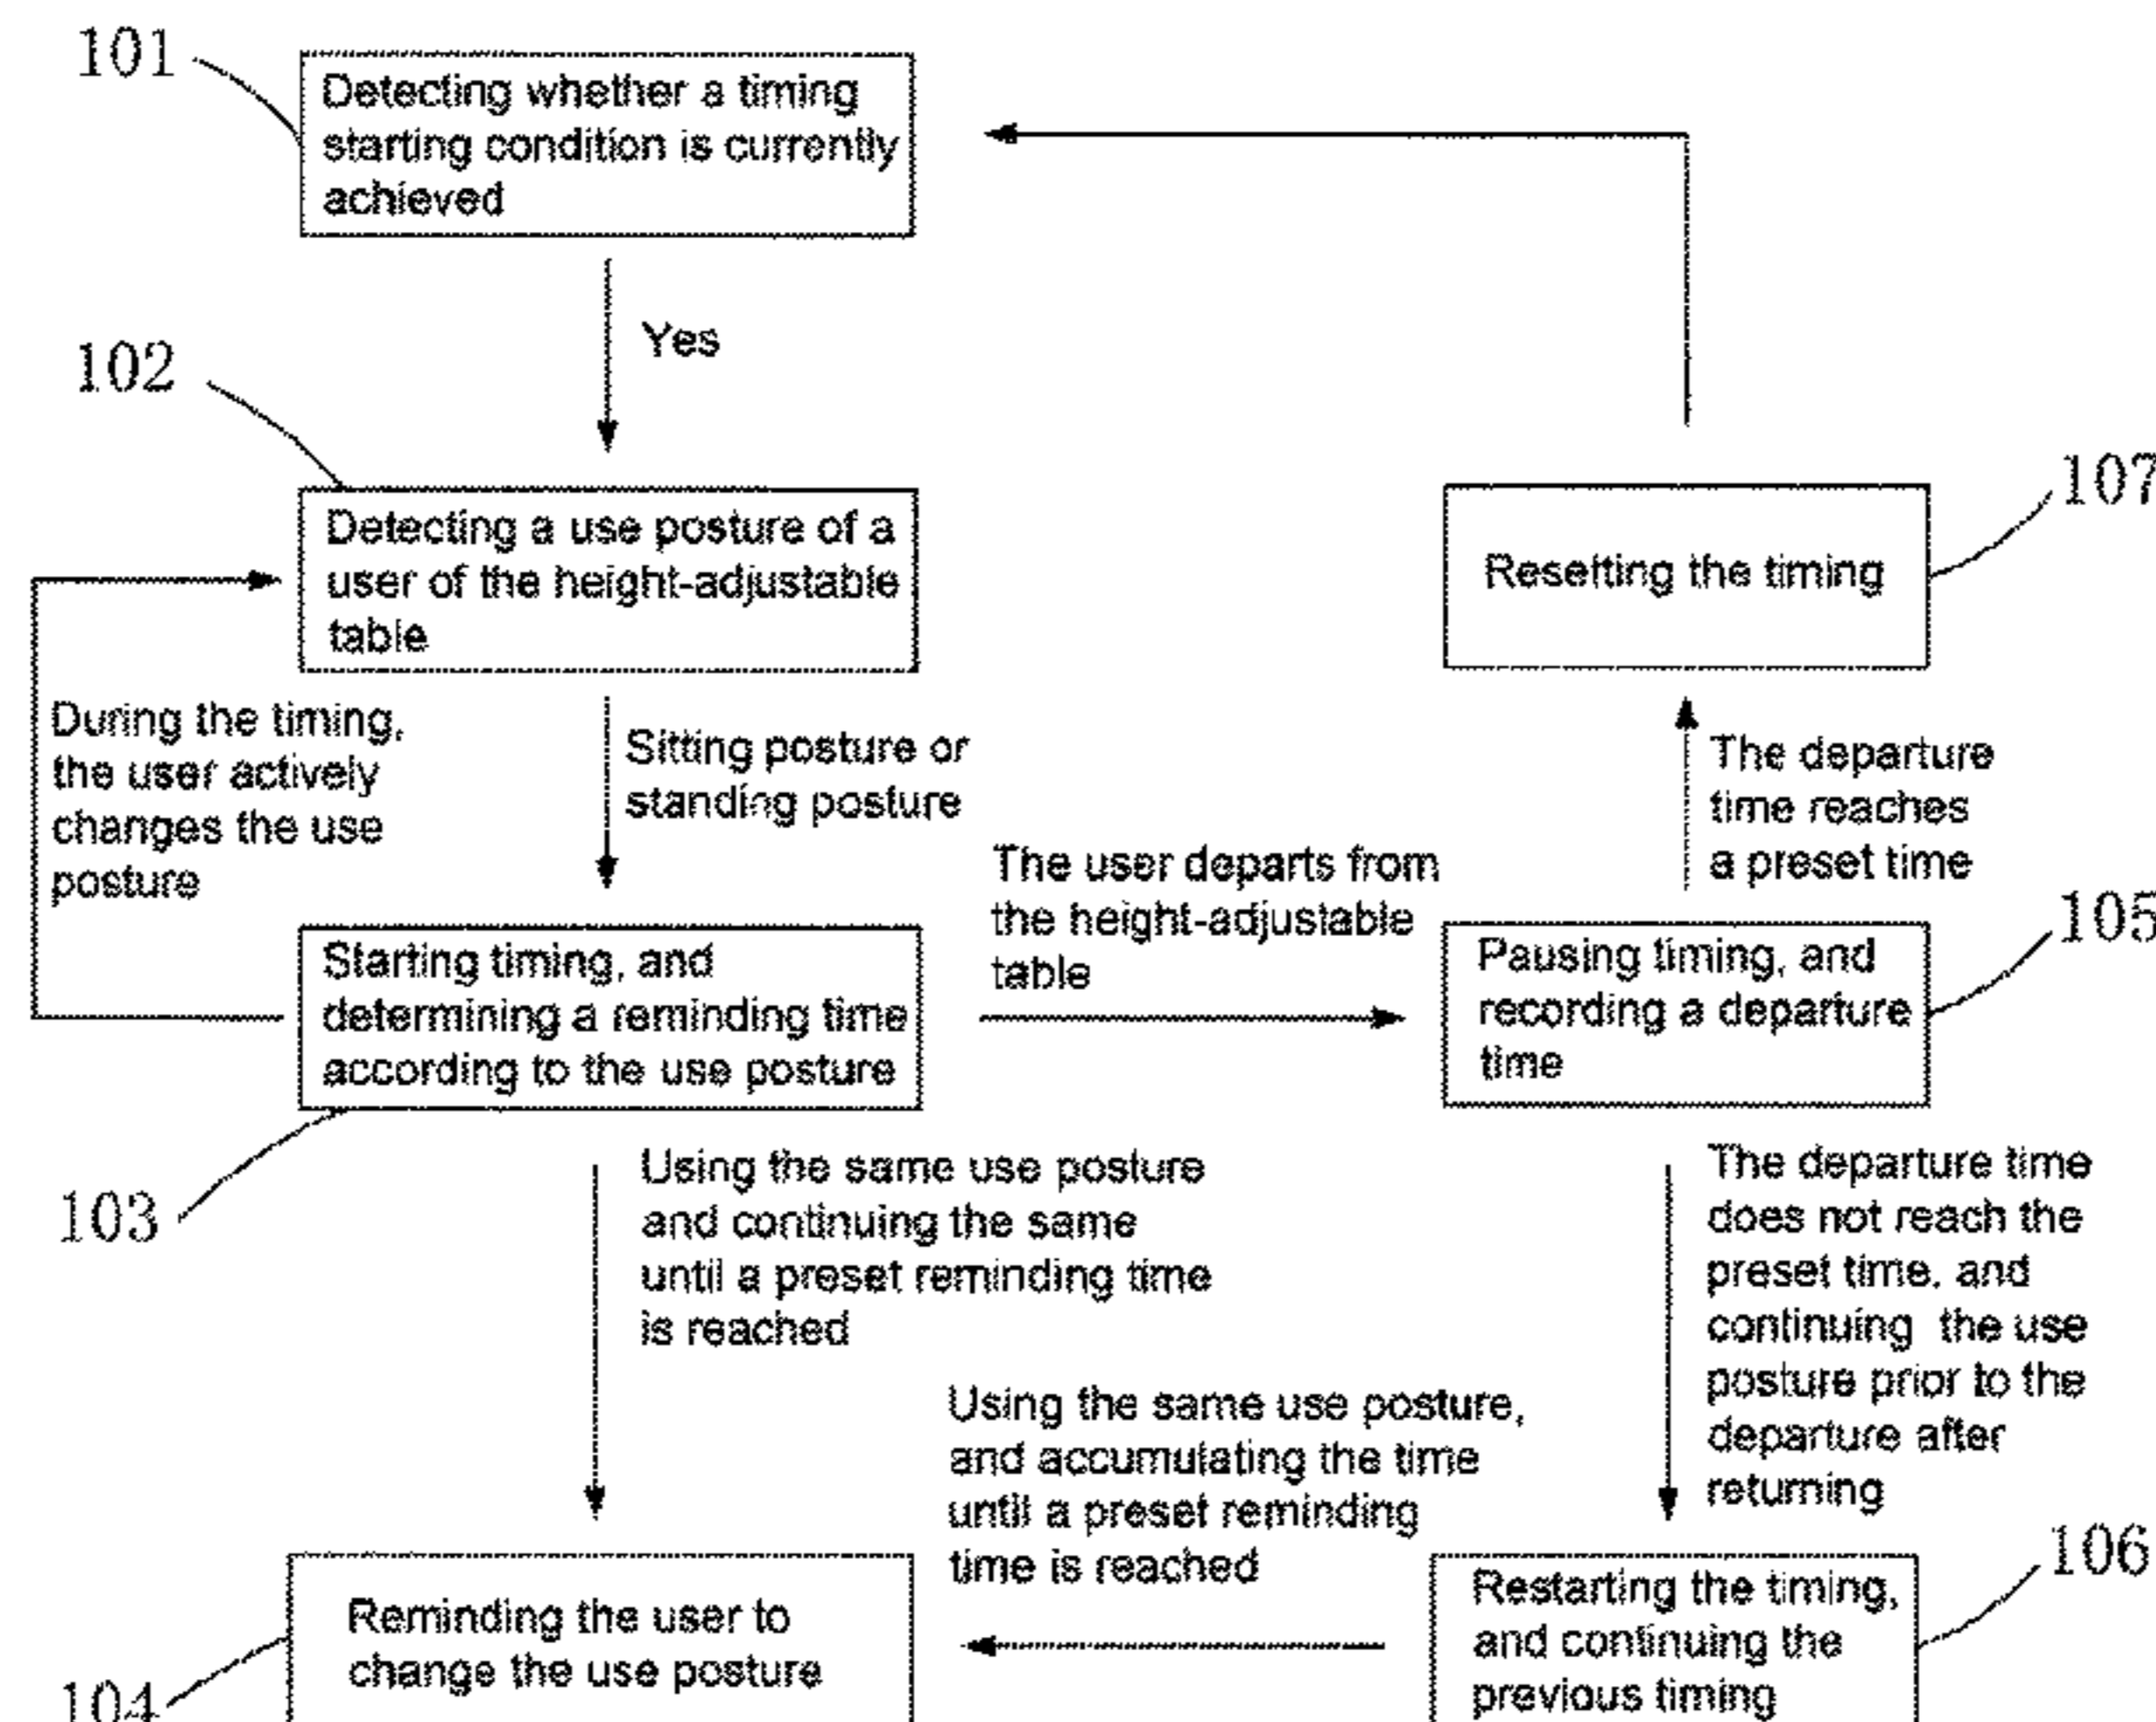 101
Detecting whether a timing
starting condition is currently
achieved
Yes
102
Detecting a use posture of a
user of the height-adjustable
table
107
Resetting the timing
During the timing,
the user actively
changes the use
posture
Sitting posture or
standing posture
The departure
time reaches
a preset time
The user departs from
the height-adjustable
table
103
Starting timing, and
determining a reminding time
according to the use posture
105
Pausing timing, and
recording a departure
time
Using the same use posture
and continuing the same
until a preset reminding time
is reached
The departure time
does not reach the
preset time, and
continuing the use
posture prior to the
departure after
returning
Using the same use posture,
and accumulating the time
until a preset reminding
time is reached
104
Reminding the user to
change the use posture
106
Restarting the timing,
and continuing the
previous timing